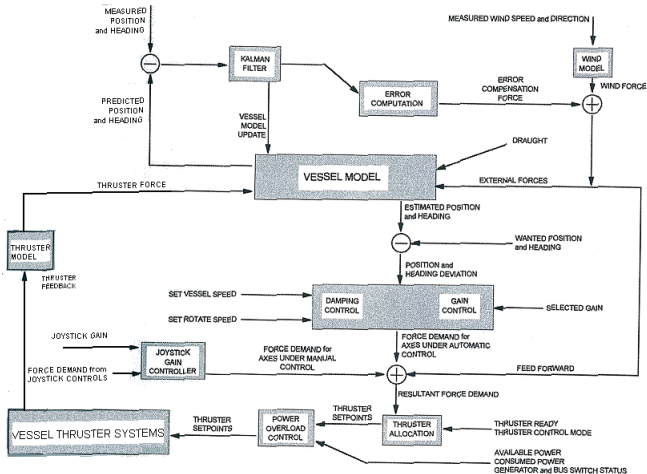 MEASURED
POSITION
and HEADING
MEASURED WIND SPEED and DIRECTION
KALMAN
FILTER
WIND
MODEL
PREDICTED
POSITION
and HEADING
VESSEL
MODEL
UPDATE
ERROR
COMPUTATION
ERROR
COMPENSATION
FORCE
WIND FORCE
DRAUGHT
VESSEL MODEL
THRUSTER FORCE
EXTERNAL FORCES
ESTIMATED POSITION
and HEADING
THRUSTER
MODEL
WANTED POSITION
and HEADING
THRUSTER
FEEDBACK
POSITION and
HEADING DEVIATION
SET VESSEL SPEED
DAMPING
CONTROL
GAIN
CONTROL
SELECTED GAIN
SET ROTATE SPEED
JOYSTICK GAIN
FORCE DEMAND for
AXES UNDER AUTOMATIC
CONTROL
JOYSTICK
GAIN
CONTROLLER
FORCE DEMAND for
AXES UNDER MANUAL
CONTROL
FORCE DEMAND from
JOYSTICK CONTROLS
FEED FORWARD
RESULTANT FORCE DEMAND
VESSEL THRUSTER SYSTEMS
THRUSTER
SETPOINTS
POWER
OVERLOAD
CONTROL
THRUSTER
SETPOINTS
THRUSTER
ALLOCATION
THRUSTER READY
THRUSTER CONTROL MODE
AVAILABLE POWER
CONSUMED POWER
GENERATOR and BUS SWITCH STATUS